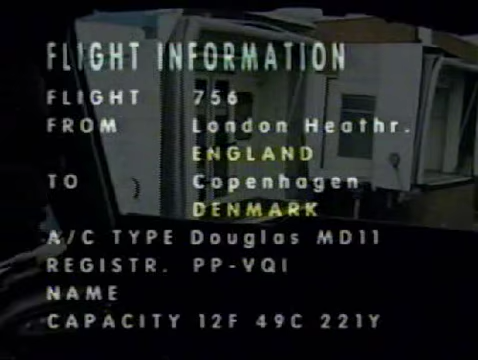 FLIGHT INFORMATION
FLIGHT 756
FROM London Heathr.
ENGLAND
TO Copenhagen
DENMARK
A/C TYPE Douglas MD11
REGISTR. PP-VQI
NAME
CAPACITY 12F 49C 221Y